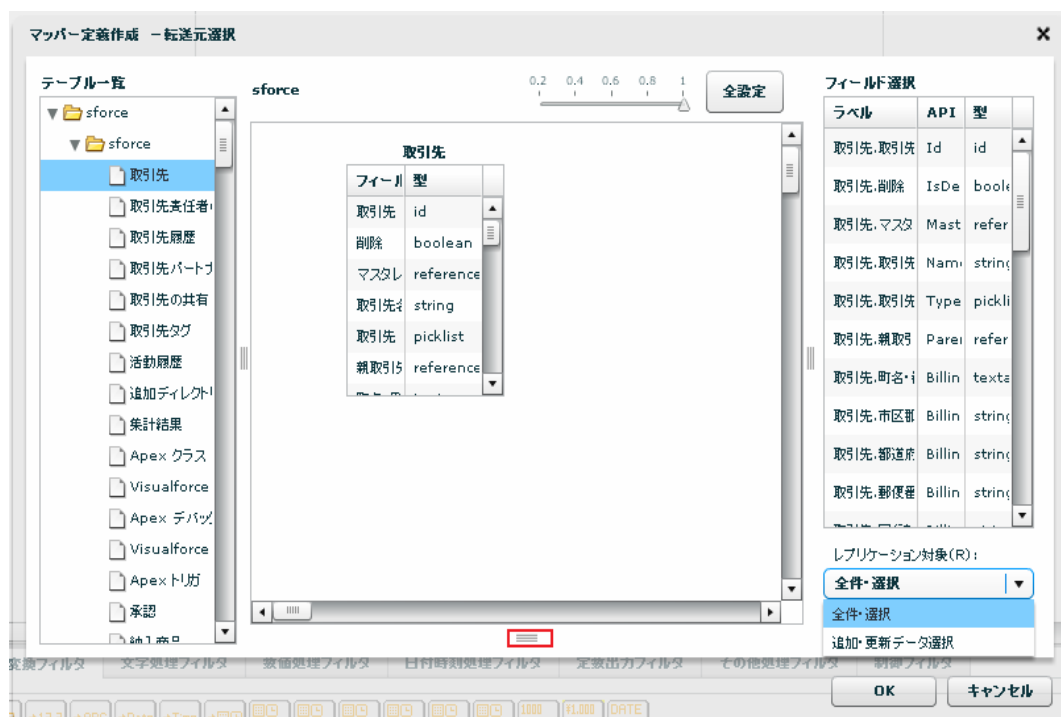 マッパー定義作成 －転送元選択
テーブル一覧
sforce
sforce
取引先
取引先責任者
取引先履歴
取引先パートナ
取引先の共有
取引先タグ
活動履歴
追加ディレクトリ
集計結果
Apex クラス
Visualforce
Apex デバッ
Visualforce
Apex トリガ
承認
納入商品
sforce
0.2 0.4 0.6 0.8 1
全設定
取引先
フィール 型
取引先 id
削除 boolean
マスタレ reference
取引先名 string
取引先 picklist
親取引先 reference
フィールド選択
ラベル API 型
取引先.取引先 Id id
取引先.削除 IsDe boole
取引先.マスタ Mast refer
取引先.取引先 Nam string
取引先.取引先 Type pickli
取引先.親取引 Parei refer
取引先.町名・ Billin texta
取引先.市区郡 Billin string
取引先.都道府 Billin string
取引先.郵便番 Billin string
レプリケーション対象(R):
全件・選択
全件・選択
追加・更新データ選択
変換フィルタ 文字処理フィルタ 数値処理フィルタ 日付時刻処理フィルタ 定数出力フィルタ その他処理フィルタ 制御フィルタ
OK キャンセル
1000 ¥1,000 DATE